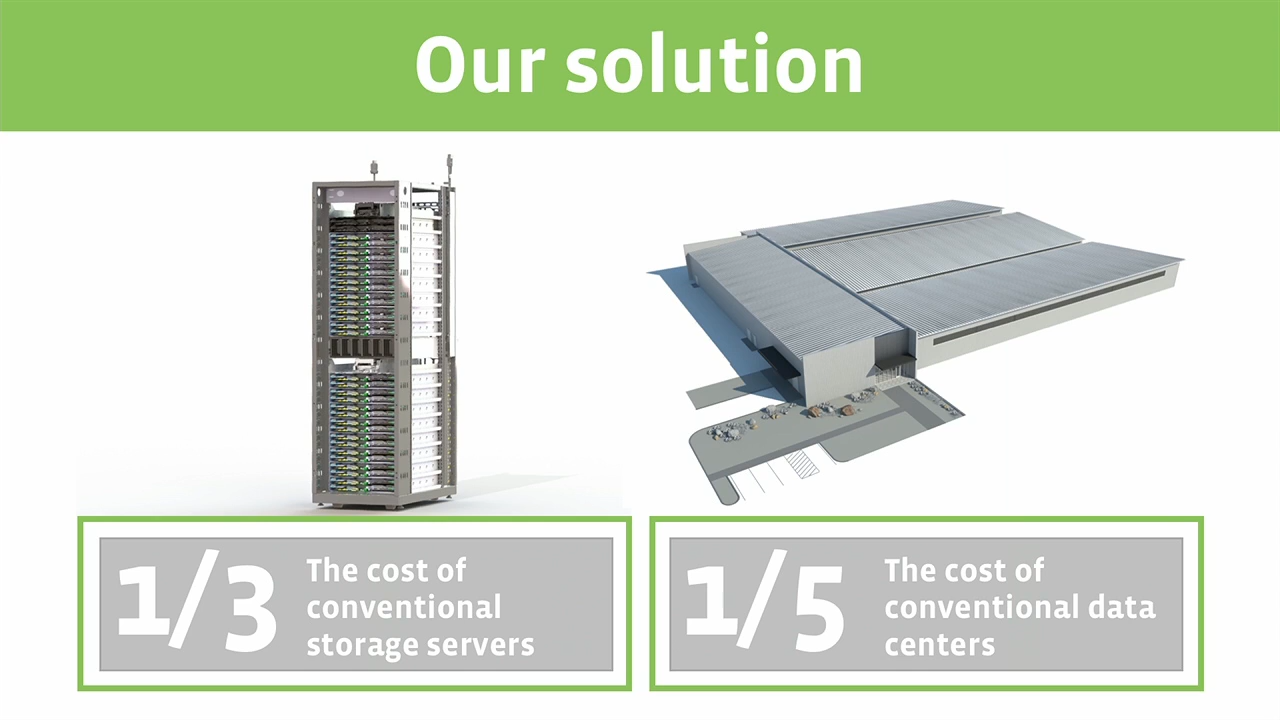 Our solution
1/3
The cost of
conventional
storage servers
1/5
The cost of
conventional data
centers